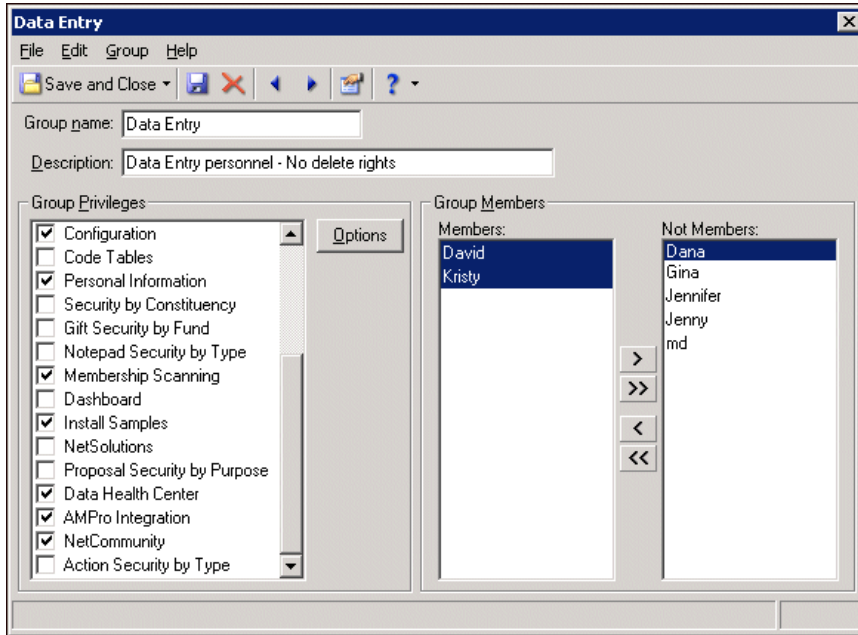 Data Entry
File Edit Group Help
Save and Close
Group name: Data Entry
Description: Data Entry personnel - No delete rights
Group Privileges
Configuration
Code Tables
Personal Information
Security by Constituency
Gift Security by Fund
Notepad Security by Type
Membership Scanning
Dashboard
Install Samples
NetSolutions
Proposal Security by Purpose
Data Health Center
AMPro Integration
NetCommunity
Action Security by Type
Options
Group Members
Members:
David
Kristy
>
>>
<
<<
Not Members:
Dana
Gina
Jennifer
Jenny
md